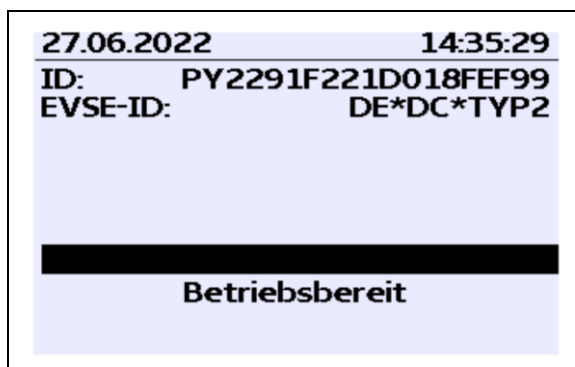 27.06.2022 14:35:29
ID: PY2291F221D018FEF99
EVSE-ID: DE*DC*TYP2
Betriebsbereit